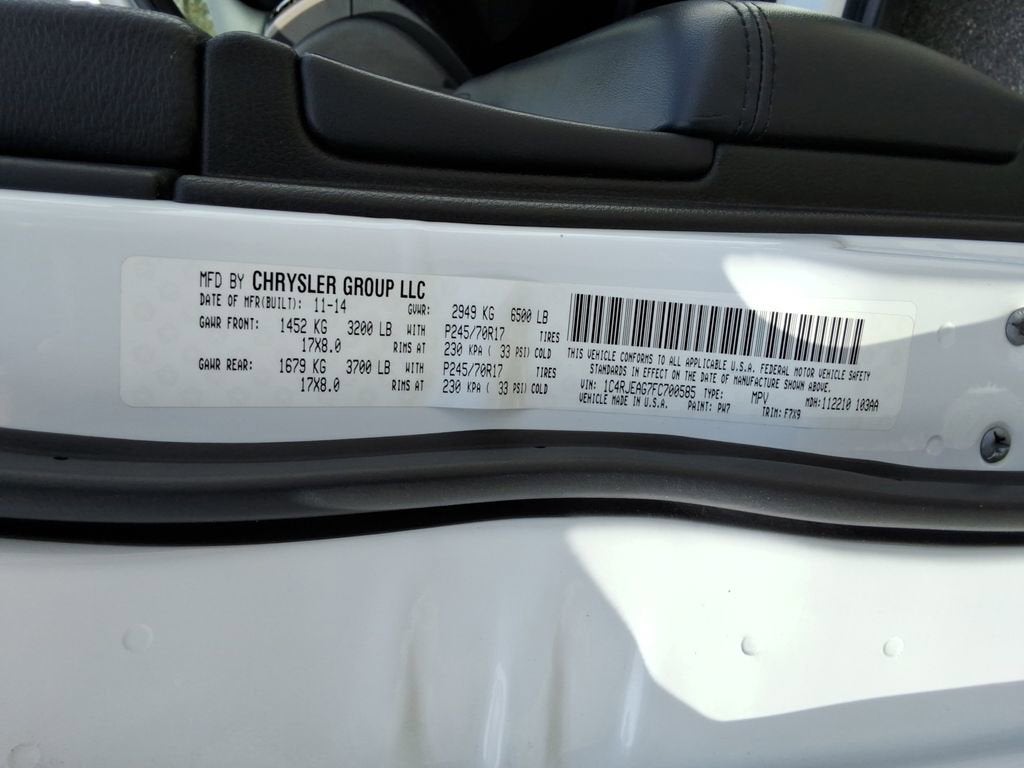 MFD BY CHRYSLER GROUP LLC
DATE OF MFR(BUILT): 11-14 GVWR: 2949 KG 6500 LB
GAWR FRONT: 1452 KG 3200 LB WITH P245/70R17 TIRES
17X8.0 RIMS AT 230 KPA ( 33 PSI) COLD
GAWR REAR: 1679 KG 3700 LB WITH P245/70R17 TIRES
17X8.0 RIMS AT 230 KPA ( 33 PSI) COLD
THIS VEHICLE CONFORMS TO ALL APPLICABLE U.S.A. FEDERAL MOTOR VEHICLE SAFETY
STANDARDS IN EFFECT ON THE DATE OF MANUFACTURE SHOWN ABOVE.
VIN: 1C4RJEAG7FC700585 TYPE: MPV MDH:112210 103AA
VEHICLE MADE IN U.S.A. PAINT: PW7 TRIM: F7X9